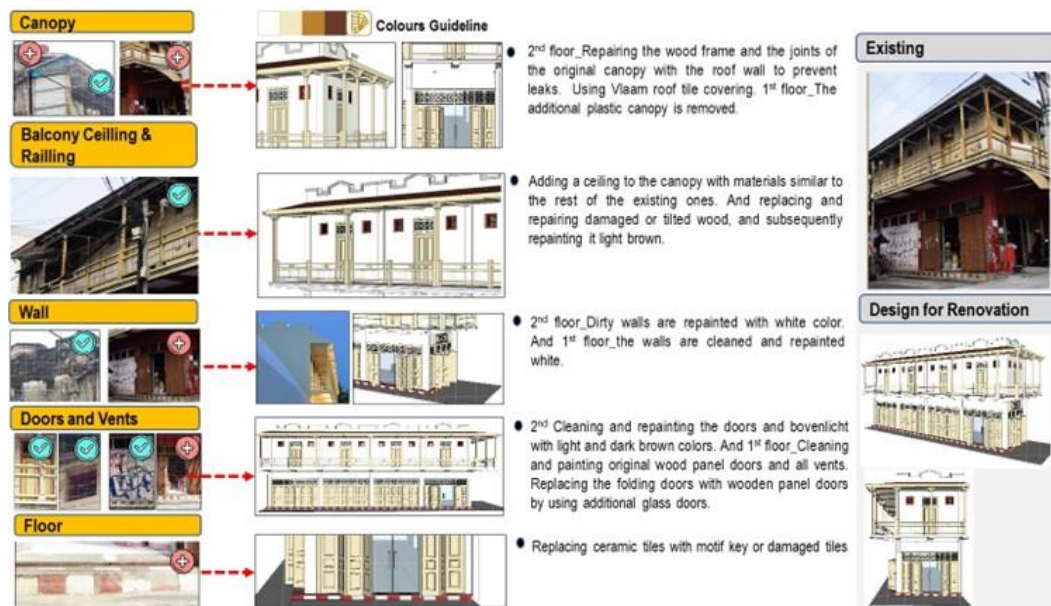 Canopy
Colours Guideline
2nd floor_Repairing the wood frame and the joints of
the original canopy with the roof wall to prevent
leaks. Using Vlaam roof tile covering. 1st floor_The
additional plastic canopy is removed.
Existing
Balcony Ceilling &
Railling
Adding a ceiling to the canopy with materials similar to
the rest of the existing ones. And replacing and
repairing damaged or tilted wood, and subsequently
repainting it light brown.
Wall
2nd floor_Dirty walls are repainted with white color.
And 1st floor_the walls are cleaned and repainted
white.
Design for Renovation
Doors and Vents
2nd Cleaning and repainting the doors and bovenlicht
with light and dark brown colors. And 1st floor_Cleaning
and painting original wood panel doors and all vents.
Replacing the folding doors with wooden panel doors
by using additional glass doors.
Floor
Replacing ceramic tiles with motif key or damaged tiles